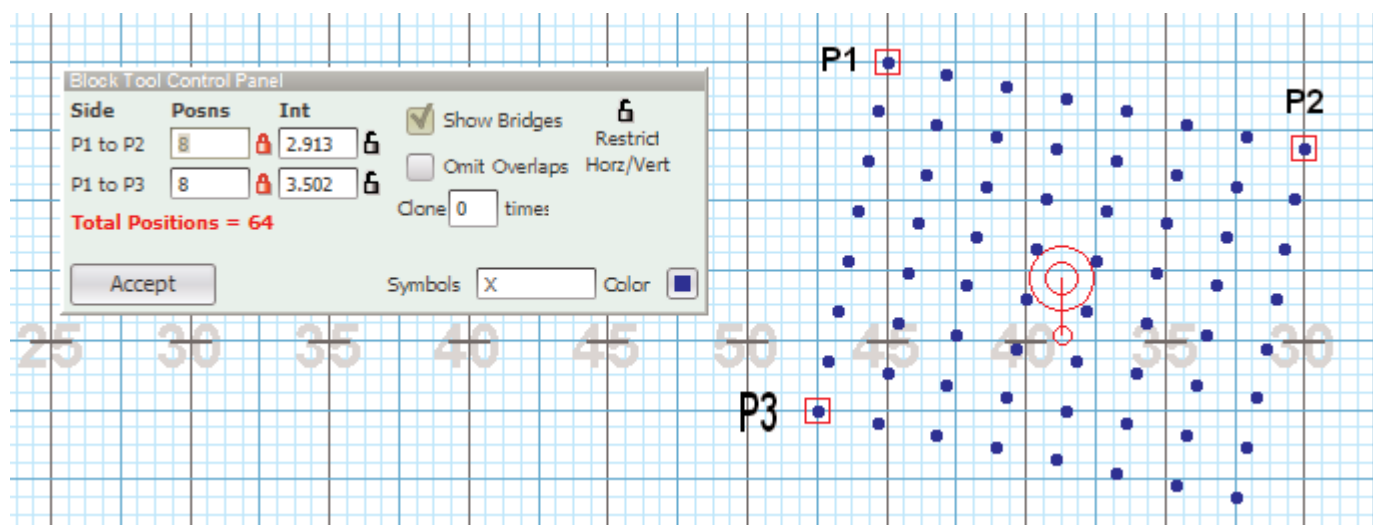 Block Tool Control Panel
Side Posns Int
P1 to P2 8 2.913
Show Bridges
Restrict
Horz/Vert
P1 to P3 8 3.502
Omit Overlaps
Clone 0 times
Total Positions = 64
Accept
Symbols X Color
P1
P2
P3
25 30 35 40 45 50 45 40 35 30